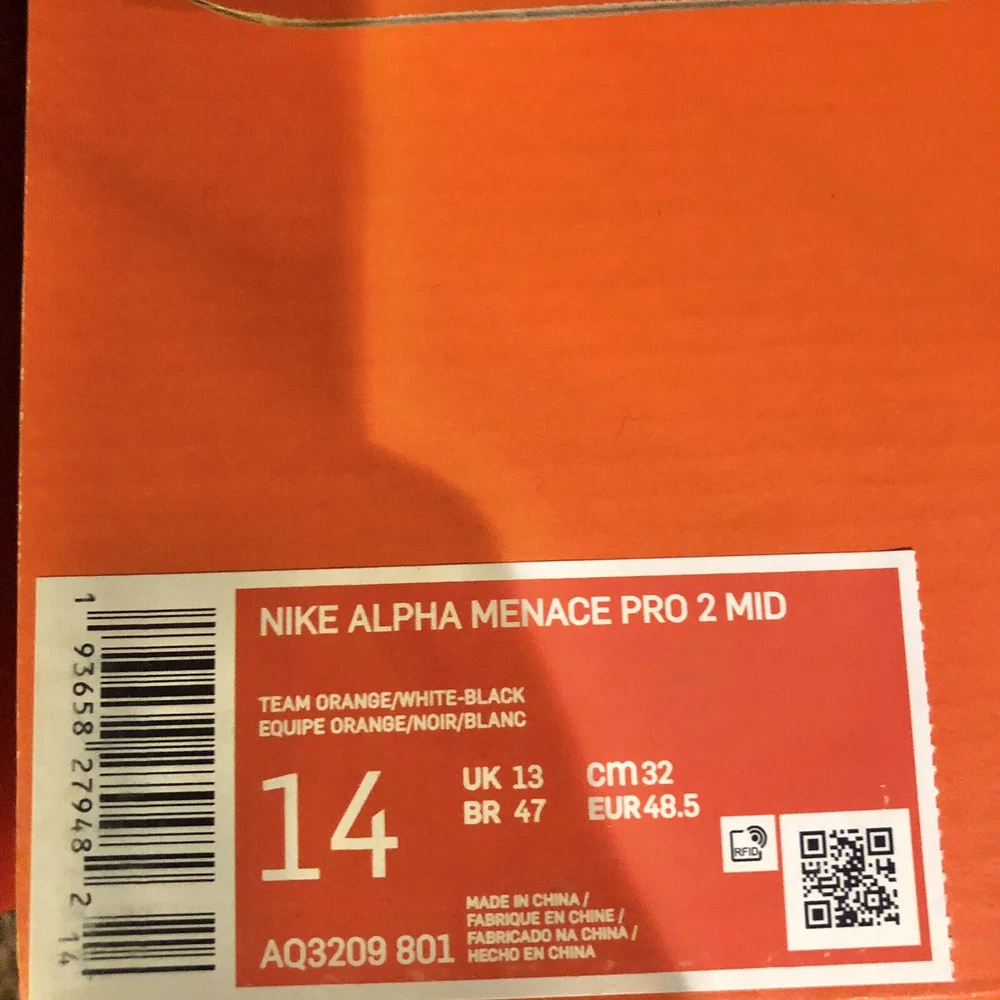 NIKE ALPHA MENACE PRO 2 MID
TEAM ORANGE/WHITE-BLACK
EQUIPE ORANGE/NOIR/BLANC
14
UK 13
cm 32
BR 47
EUR 48.5
RFID
MADE IN CHINA /
FABRIQUE EN CHINE /
FABRICADO NA CHINA /
HECHO EN CHINA
AQ3209 801
1 93658 27948 2 14